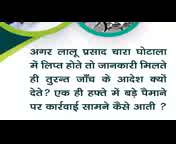 अगर लालू प्रसाद चारा घोटाला
में लिप्त होते तो जानकारी मिलते
ही तुरन्त जाँच के आदेश क्यों
देते? एक ही हफ्ते में बड़े पैमाने
पर कार्रवाई सामने कैसे आती ?